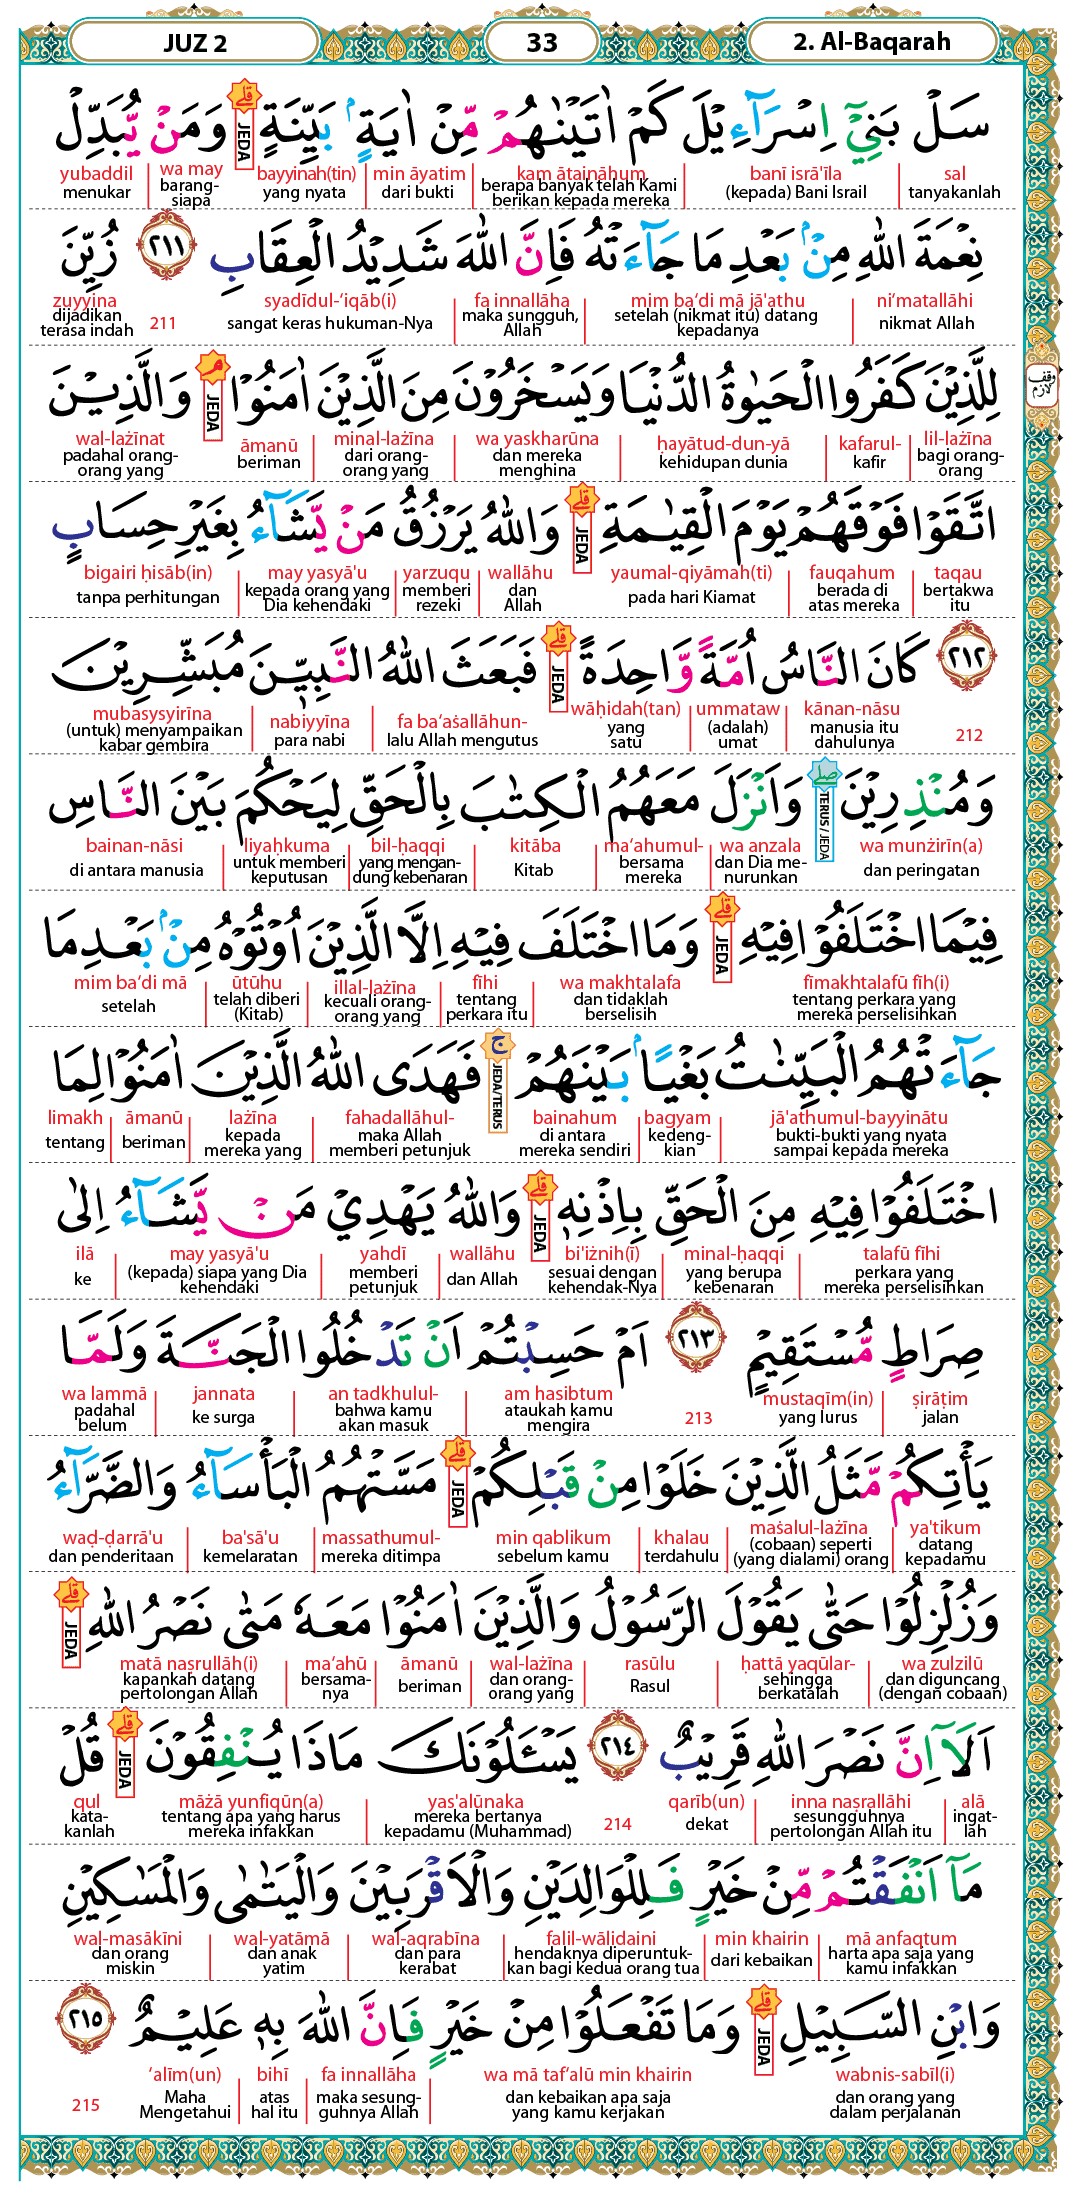 JUZ 2
33
2. Al-Baqarah
سَلْ بَنِيْٓ اِسْرَاۤءِيْلَ كَمْ اٰتَيْنٰهُمْ مِّنْ اٰيَةٍ ۢ بَيِّنَةٍ ۗ وَمَنْ يُّبَدِّلْ
JEDA
sal banī isrā'īla kam ātaināhum min āyatim bayyinah(tin) wa may yubaddil
tanyakanlah (kepada) Bani Israil berapa banyak telah Kami berikan kepada mereka dari bukti yang nyata barang-siapa menukar
نِعْمَةَ اللّٰهِ مِنْۢ بَعْدِ مَا جَاۤءَتْهُ فَاِنَّ اللّٰهَ شَدِيْدُ الْعِقَابِ ٢١١ زُيِّنَ
ni‘matallāhi mim ba‘di mā jā'athu fa innallāha syadīdul-‘iqāb(i) 211 zuyyina
nikmat Allah setelah (nikmat itu) datang kepadanya maka sungguh, Allah sangat keras hukuman-Nya dijadikan terasa indah
لِلَّذِيْنَ كَفَرُوا الْحَيٰوةُ الدُّنْيَا وَيَسْخَرُوْنَ مِنَ الَّذِيْنَ اٰمَنُوْا ۘ وَالَّذِيْنَ
وقف لازم
JEDA
lil-lażīna kafarul- ḥayātud-dun-yā wa yaskharūna minal-lażīna āmanū wal-lażīnat
bagi orang-orang kafir kehidupan dunia dan mereka menghina dari orang-orang yang beriman padahal orang-orang yang
اتَّقَوْا فَوْقَهُمْ يَوْمَ الْقِيٰمَةِ ۗ وَاللّٰهُ يَرْزُقُ مَنْ يَّشَاۤءُ بِغَيْرِ حِسَابٍ
JEDA
taqau fauqahum yaumal-qiyāmah(ti) wallāhu yarzuqu may yasyā'u bigairi ḥisāb(in)
bertakwa itu berada di atas mereka pada hari Kiamat dan Allah memberi rezeki kepada orang yang Dia kehendaki tanpa perhitungan
٢١٢ كَانَ النَّاسُ اُمَّةً وَّاحِدَةً ۗ فَبَعَثَ اللّٰهُ النَّبِيّٖنَ مُبَشِّرِيْنَ
JEDA
212 kānan-nāsu ummataw wāḥidah(tan) fa ba‘aṡallāhun- nabiyyīna mubasysyirīna
manusia itu dahulunya (adalah) umat yang satu lalu Allah mengutus para nabi (untuk) menyampaikan kabar gembira
وَمُنْذِرِيْنَ ۖ وَاَنْزَلَ مَعَهُمُ الْكِتٰبَ بِالْحَقِّ لِيَحْكُمَ بَيْنَ النَّاسِ
TERUS / JEDA
wa munżirīn(a) wa anzala ma‘ahumul- kitāba bil-ḥaqqi liyaḥkuma bainan-nāsi
dan peringatan dan Dia me-nurunkan bersama mereka Kitab yang mengan-dung kebenaran untuk memberi keputusan di antara manusia
فِيْمَا اخْتَلَفُوْا فِيْهِ ۗ وَمَا اخْتَلَفَ فِيْهِ اِلَّا الَّذِيْنَ اُوْتُوْهُ مِنْۢ بَعْدِ مَا
JEDA
fīmakhtalafū fīh(i) wa makhtalafa fīhi illal-lażīna ūtūhu mim ba‘di mā
tentang perkara yang mereka perselisihkan dan tidaklah berselisih tentang perkara itu kecuali orang-orang yang telah diberi (Kitab) setelah
جَاۤءَتْهُمُ الْبَيِّنٰتُ بَغْيًا ۢ بَيْنَهُمْ ۚ فَهَدَى اللّٰهُ الَّذِيْنَ اٰمَنُوْا لِمَا
JEDA/TERUS
jā'athumul-bayyinātu bagyam bainahum fahadallāhul- lażīna āmanū limakh
bukti-bukti yang nyata sampai kepada mereka kedeng-kian di antara mereka sendiri maka Allah memberi petunjuk kepada mereka yang beriman tentang
اخْتَلَفُوْا فِيْهِ مِنَ الْحَقِّ بِاِذْنِهٖ ۗ وَاللّٰهُ يَهْدِيْ مَنْ يَّشَاۤءُ اِلٰى
JEDA
talafū fīhi minal-ḥaqqi bi'iżnih(ī) wallāhu yahdī may yasyā'u ilā
perkara yang mereka perselisihkan yang berupa kebenaran sesuai dengan kehendak-Nya dan Allah memberi petunjuk (kepada) siapa yang Dia kehendaki ke
صِرَاطٍ مُّسْتَقِيْمٍ ٢١٣ اَمْ حَسِبْتُمْ اَنْ تَدْخُلُوا الْجَنَّةَ وَلَمَّا
ṣirāṭim mustaqīm(in) 213 am hasibtum an tadkhulul- jannata wa lammā
jalan yang lurus ataukah kamu mengira bahwa kamu akan masuk ke surga padahal belum
يَأْتِكُمْ مَّثَلُ الَّذِيْنَ خَلَوْا مِنْ قَبْلِكُمْ ۗ مَسَّتْهُمُ الْبَأْسَاۤءُ وَالضَّرَّاۤءُ
JEDA
ya'tikum maṡalul-lażīna khalau min qablikum massathumul- ba'sā'u waḍ-ḍarrā'u
datang kepadamu (cobaan) seperti (yang dialami) orang terdahulu sebelum kamu mereka ditimpa kemelaratan dan penderitaan
وَزُلْزِلُوْا حَتّٰى يَقُوْلَ الرَّسُوْلُ وَالَّذِيْنَ اٰمَنُوْا مَعَهٗ مَتٰى نَصْرُ اللّٰهِ ۗ
JEDA
wa zulzilū ḥattā yaqūlar- rasūlu wal-lażīna āmanū ma‘ahū matā naṣrullāh(i)
dan diguncang (dengan cobaan) sehingga berkatalah Rasul dan orang-orang yang beriman bersama-nya kapankah datang pertolongan Allah
اَلَآ اِنَّ نَصْرَ اللّٰهِ قَرِيْبٌ ٢١٤ يَسْـَٔلُوْنَكَ مَاذَا يُنْفِقُوْنَ ۗ قُلْ
JEDA
alā inna naṣrallāhi qarīb(un) 214 yas'alūnaka māżā yunfiqūn(a) qul
ingat-lah sesungguhnya pertolongan Allah itu dekat mereka bertanya kepadamu (Muhammad) tentang apa yang harus mereka infakkan kata-kanlah
مَآ اَنْفَقْتُمْ مِّنْ خَيْرٍ فَلِلْوَالِدَيْنِ وَالْاَقْرَبِيْنَ وَالْيَتٰمٰى وَالْمَسٰكِيْنِ
mā anfaqtum min khairin falil-wālidaini wal-aqrabīna wal-yatāmā wal-masākīni
harta apa saja yang kamu infakkan dari kebaikan hendaknya diperuntuk-kan bagi kedua orang tua dan para kerabat dan anak yatim dan orang miskin
وَابْنِ السَّبِيْلِ ۗ وَمَا تَفْعَلُوْا مِنْ خَيْرٍ فَاِنَّ اللّٰهَ بِهٖ عَلِيْمٌ ٢١٥
JEDA
wabnis-sabīl(i) wa mā taf‘alū min khairin fa innallāha bihī ‘alīm(un) 215
dan orang yang dalam perjalanan dan kebaikan apa saja yang kamu kerjakan maka sesung-guhnya Allah atas hal itu Maha Mengetahui